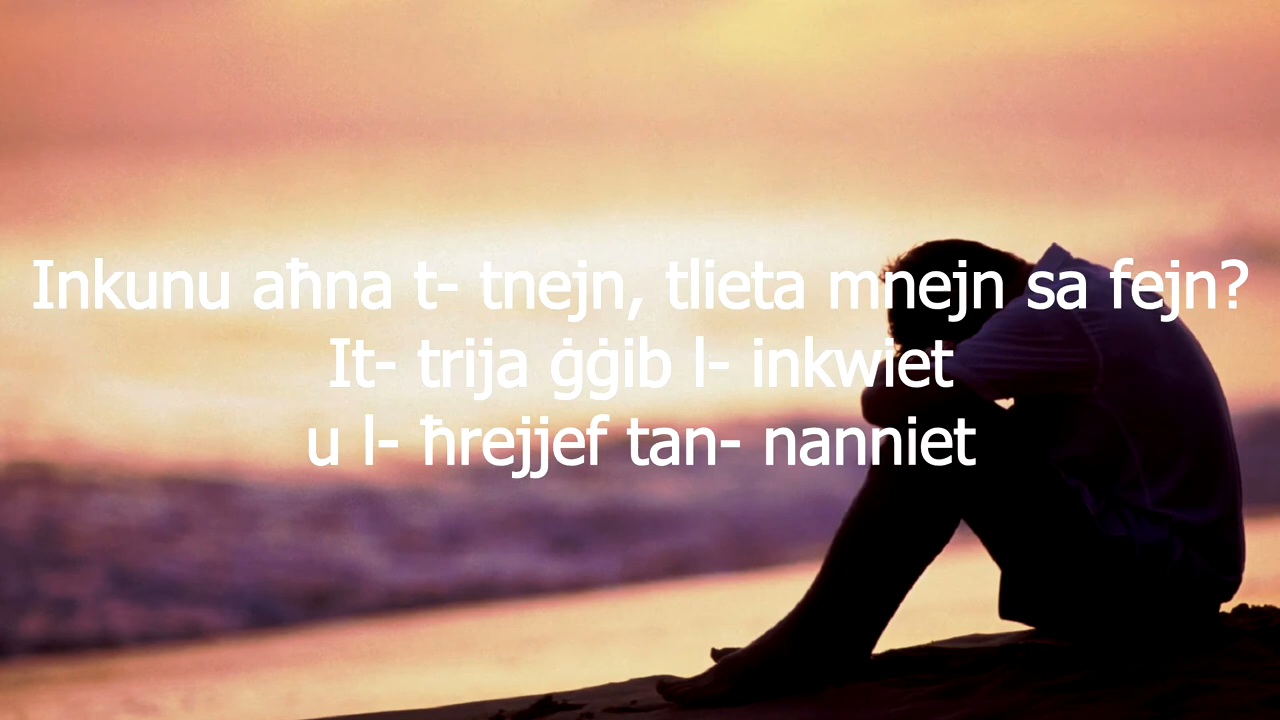 Inkunu aħna t- tnejn, tlieta mnejn sa fejn?
It- trija ġġib l- inkwiet
u l- ħrejjef tan- nanniet